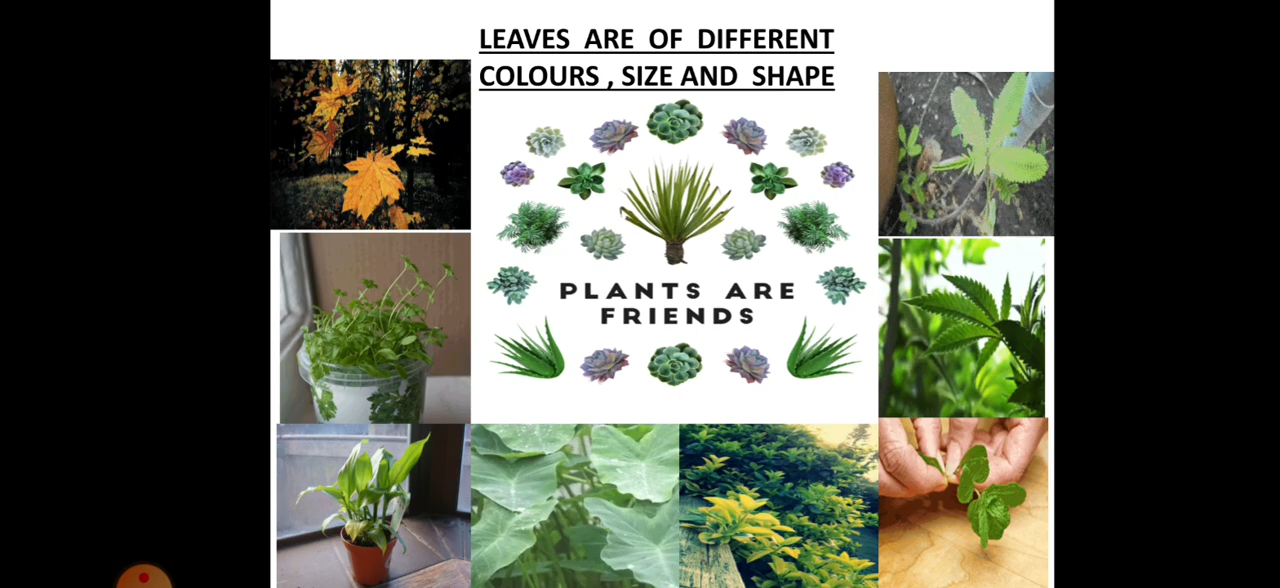 LEAVES ARE OF DIFFERENT
COLOURS , SIZE AND SHAPE
PLANTS ARE
FRIENDS